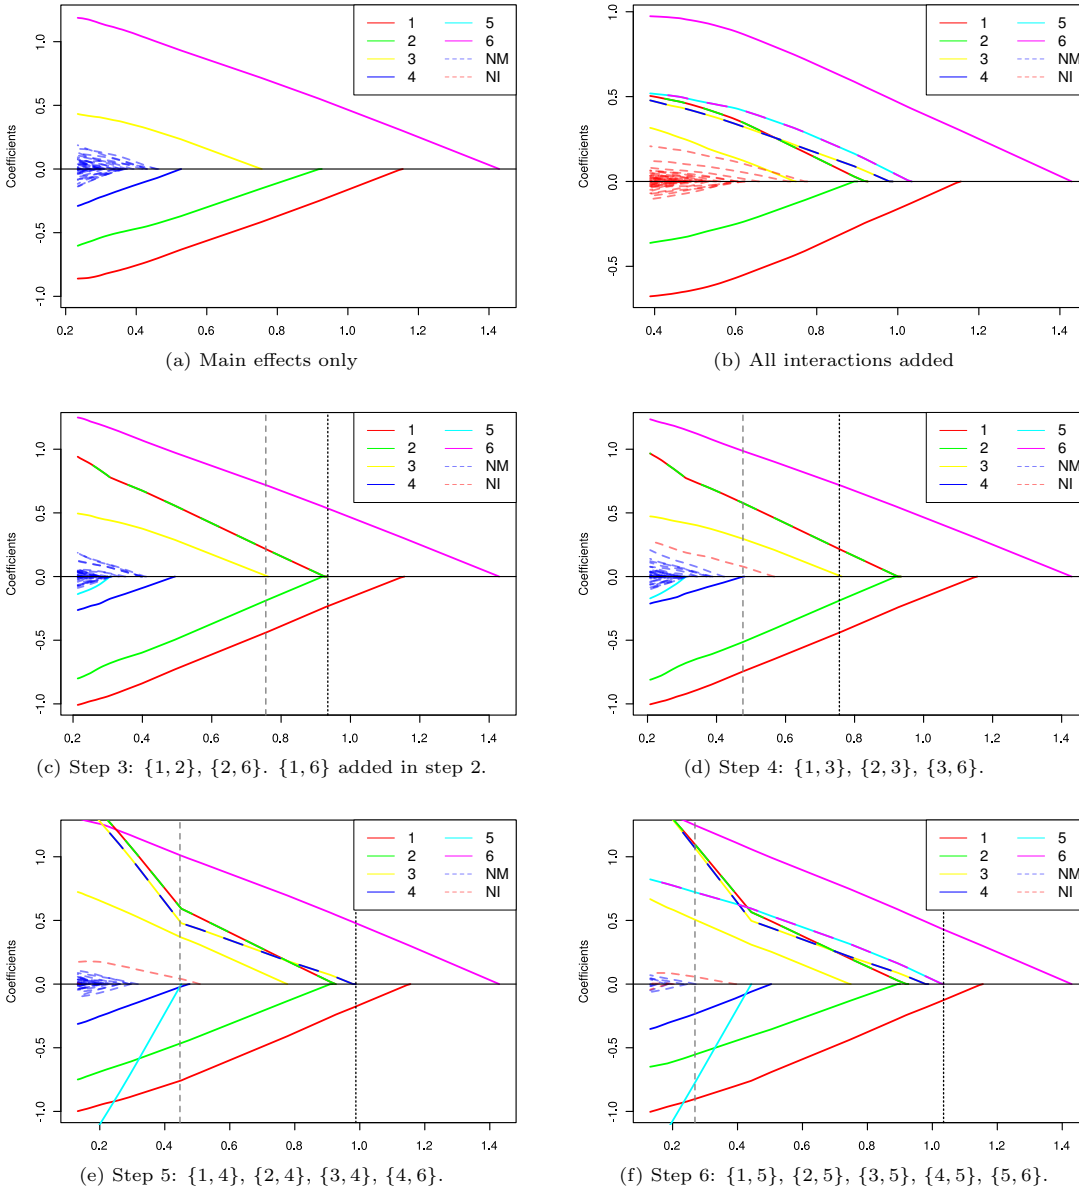 Coefficients
1.0
0.5
0.0
-0.5
-1.0
0.2 0.4 0.6 0.8 1.0 1.2 1.4
1 5
2 6
3 NM
4 NI
(a) Main effects only
Coefficients
1.0
0.5
0.0
-0.5
0.4 0.6 0.8 1.0 1.2 1.4
1 5
2 6
3 NM
4 NI
(b) All interactions added
Coefficients
1.0
0.5
0.0
-0.5
-1.0
0.2 0.4 0.6 0.8 1.0 1.2 1.4
1 5
2 6
3 NM
4 NI
(c) Step 3: {1, 2}, {2, 6}. {1, 6} added in step 2.
Coefficients
1.0
0.5
0.0
-0.5
-1.0
0.2 0.4 0.6 0.8 1.0 1.2 1.4
1 5
2 6
3 NM
4 NI
(d) Step 4: {1, 3}, {2, 3}, {3, 6}.
Coefficients
1.0
0.5
0.0
-0.5
-1.0
0.2 0.4 0.6 0.8 1.0 1.2 1.4
1 5
2 6
3 NM
4 NI
(e) Step 5: {1, 4}, {2, 4}, {3, 4}, {4, 6}.
Coefficients
1.0
0.5
0.0
-0.5
-1.0
0.2 0.4 0.6 0.8 1.0 1.2 1.4
1 5
2 6
3 NM
4 NI
(f) Step 6: {1, 5}, {2, 5}, {3, 5}, {4, 5}, {5, 6}.